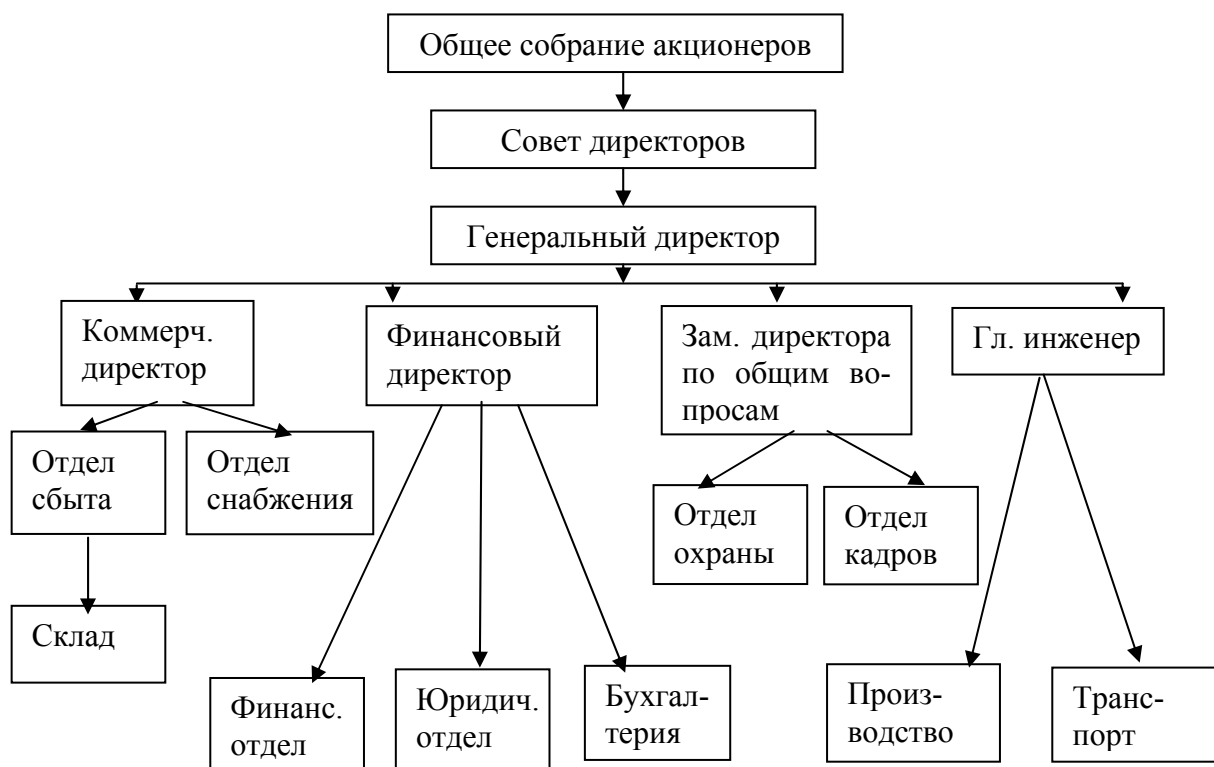 Общее собрание акционеров
Совет директоров
Генеральный директор
Коммерч.
директор
Финансовый
директор
Зам. директора
по общим во-
просам
Гл. инженер
Отдел
сбыта
Отдел
снабжения
Отдел
охраны
Отдел
кадров
Склад
Финанс.
отдел
Юридич.
отдел
Бухгал-
терия
Произ-
водство
Транс-
порт